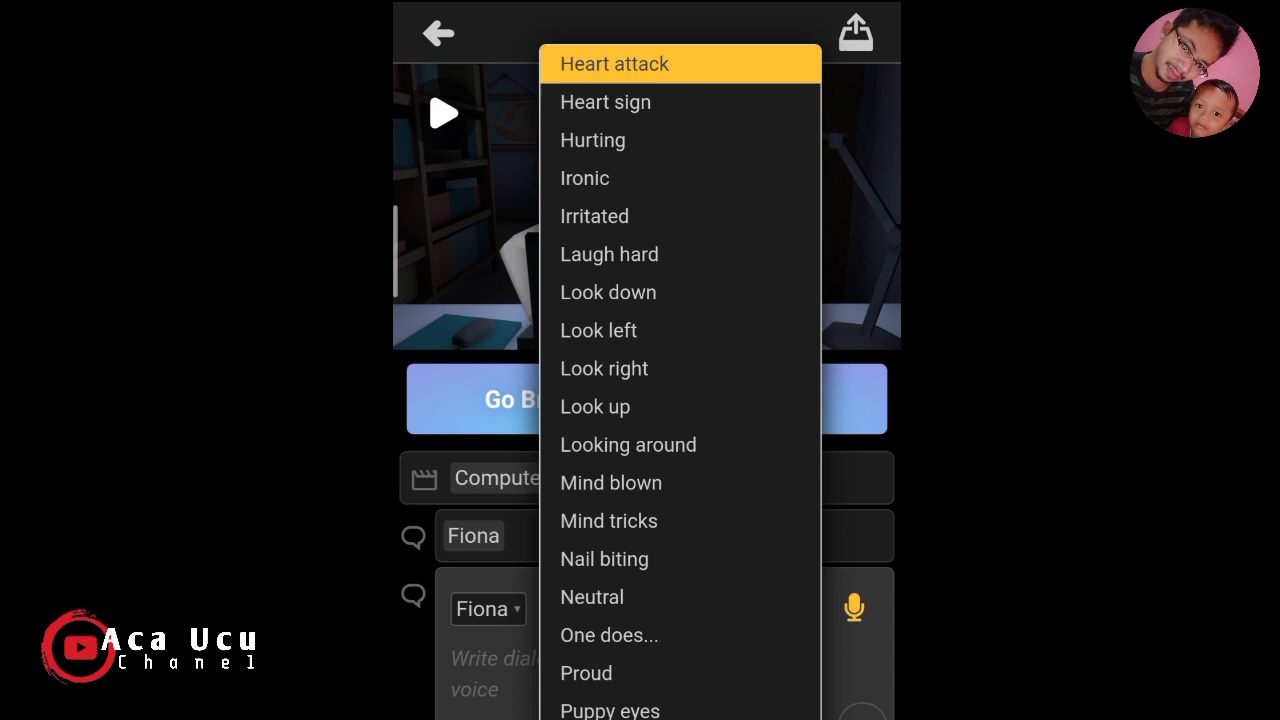 Heart attack
Heart sign
Hurting
Ironic
Irritated
Laugh hard
Look down
Look left
Look right
Look up
Looking around
Mind blown
Mind tricks
Nail biting
Neutral
One does...
Proud
Puppy eyes
Go
Compute
Fiona
Fiona
Write
voice
Aca Ucu
Chanel